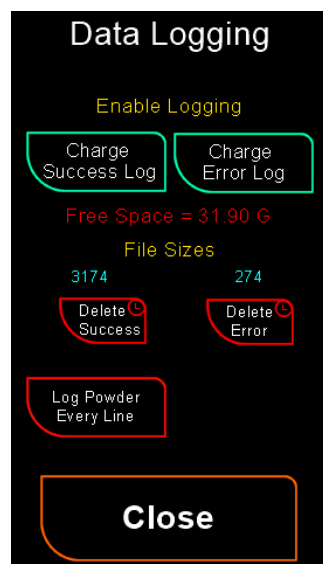 Data Logging
Enable Logging
Charge
Success Log
Charge
Error Log
Free Space = 31.90 G
File Sizes
3174
274
Delete
Success
Delete
Error
Log Powder
Every Line
Close